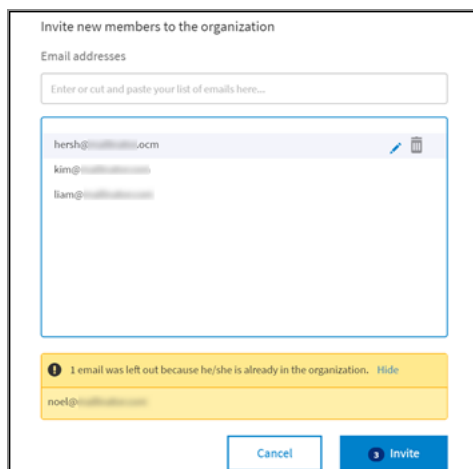 Invite new members to the organization
Email addresses
Enter or cut and paste your list of emails here...
hersh@ .ocm
kim@
liam@
1 email was left out because he/she is already in the organization. Hide
noel@
Cancel
3 Invite